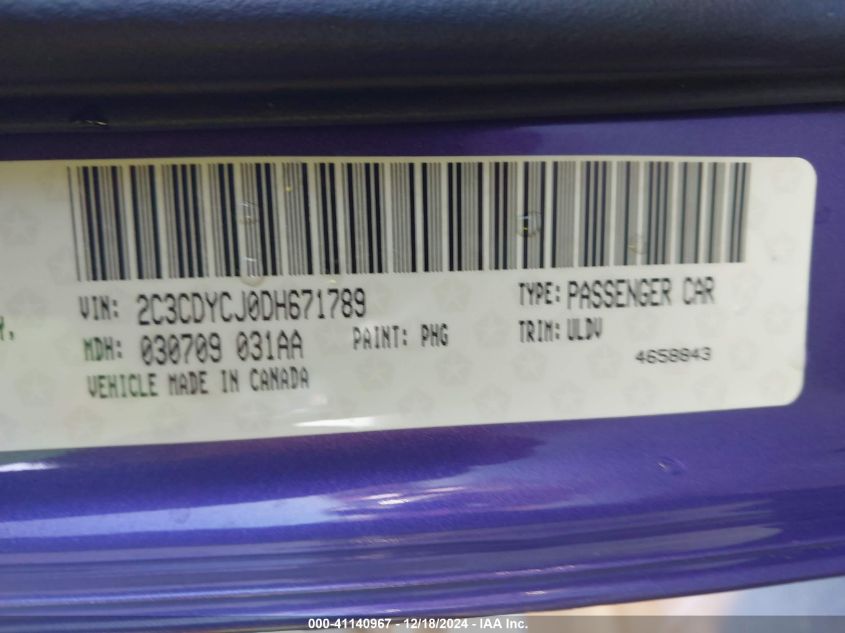 VIN: 2C3CDYCJ0DH671789 TYPE: PASSENGER CAR
Y. MDH: 030709 031AA PAINT: PHG TRIM: ULDV
VEHICLE MADE IN CANADA 4658843
000-41140967 - 12/18/2024 - IAA Inc.